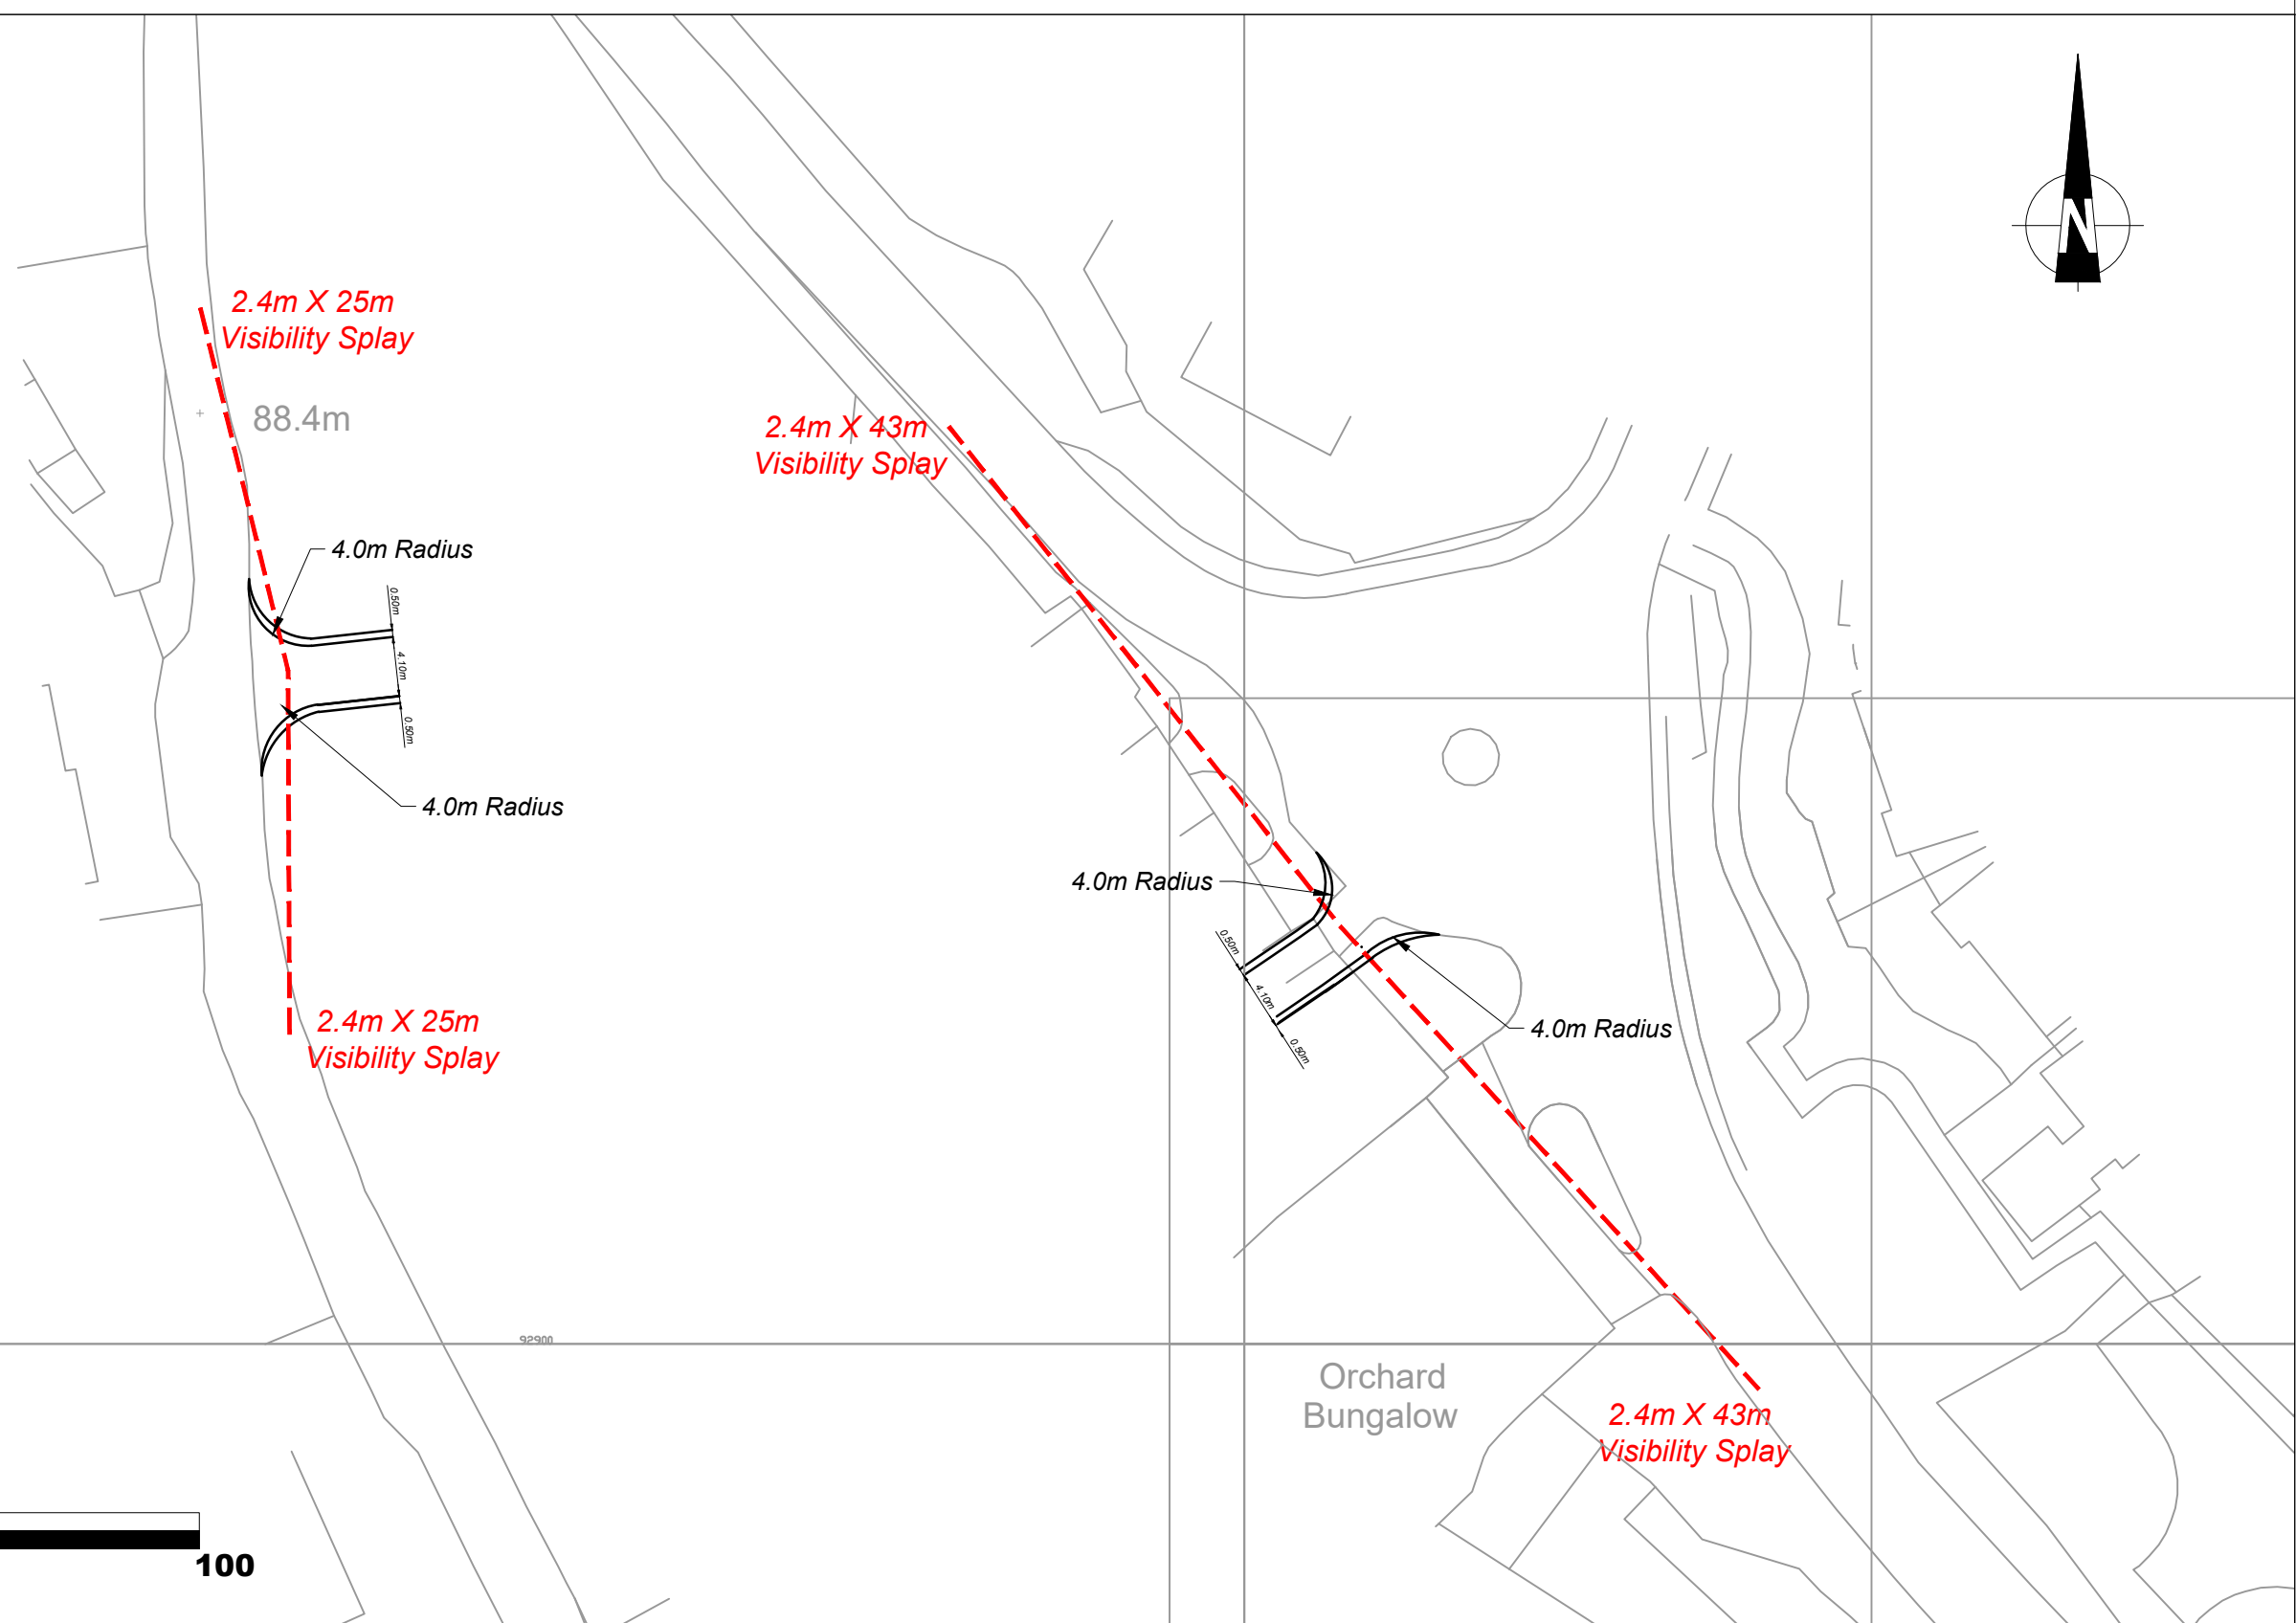 N
2.4m X 25m
Visibility Splay
88.4m
2.4m X 43m
Visibility Splay
4.0m Radius
0.50m
4.10m
0.50m
4.0m Radius
4.0m Radius
0.50m
4.10m
0.50m
4.0m Radius
2.4m X 25m
Visibility Splay
92900
Orchard
Bungalow
2.4m X 43m
Visibility Splay
100